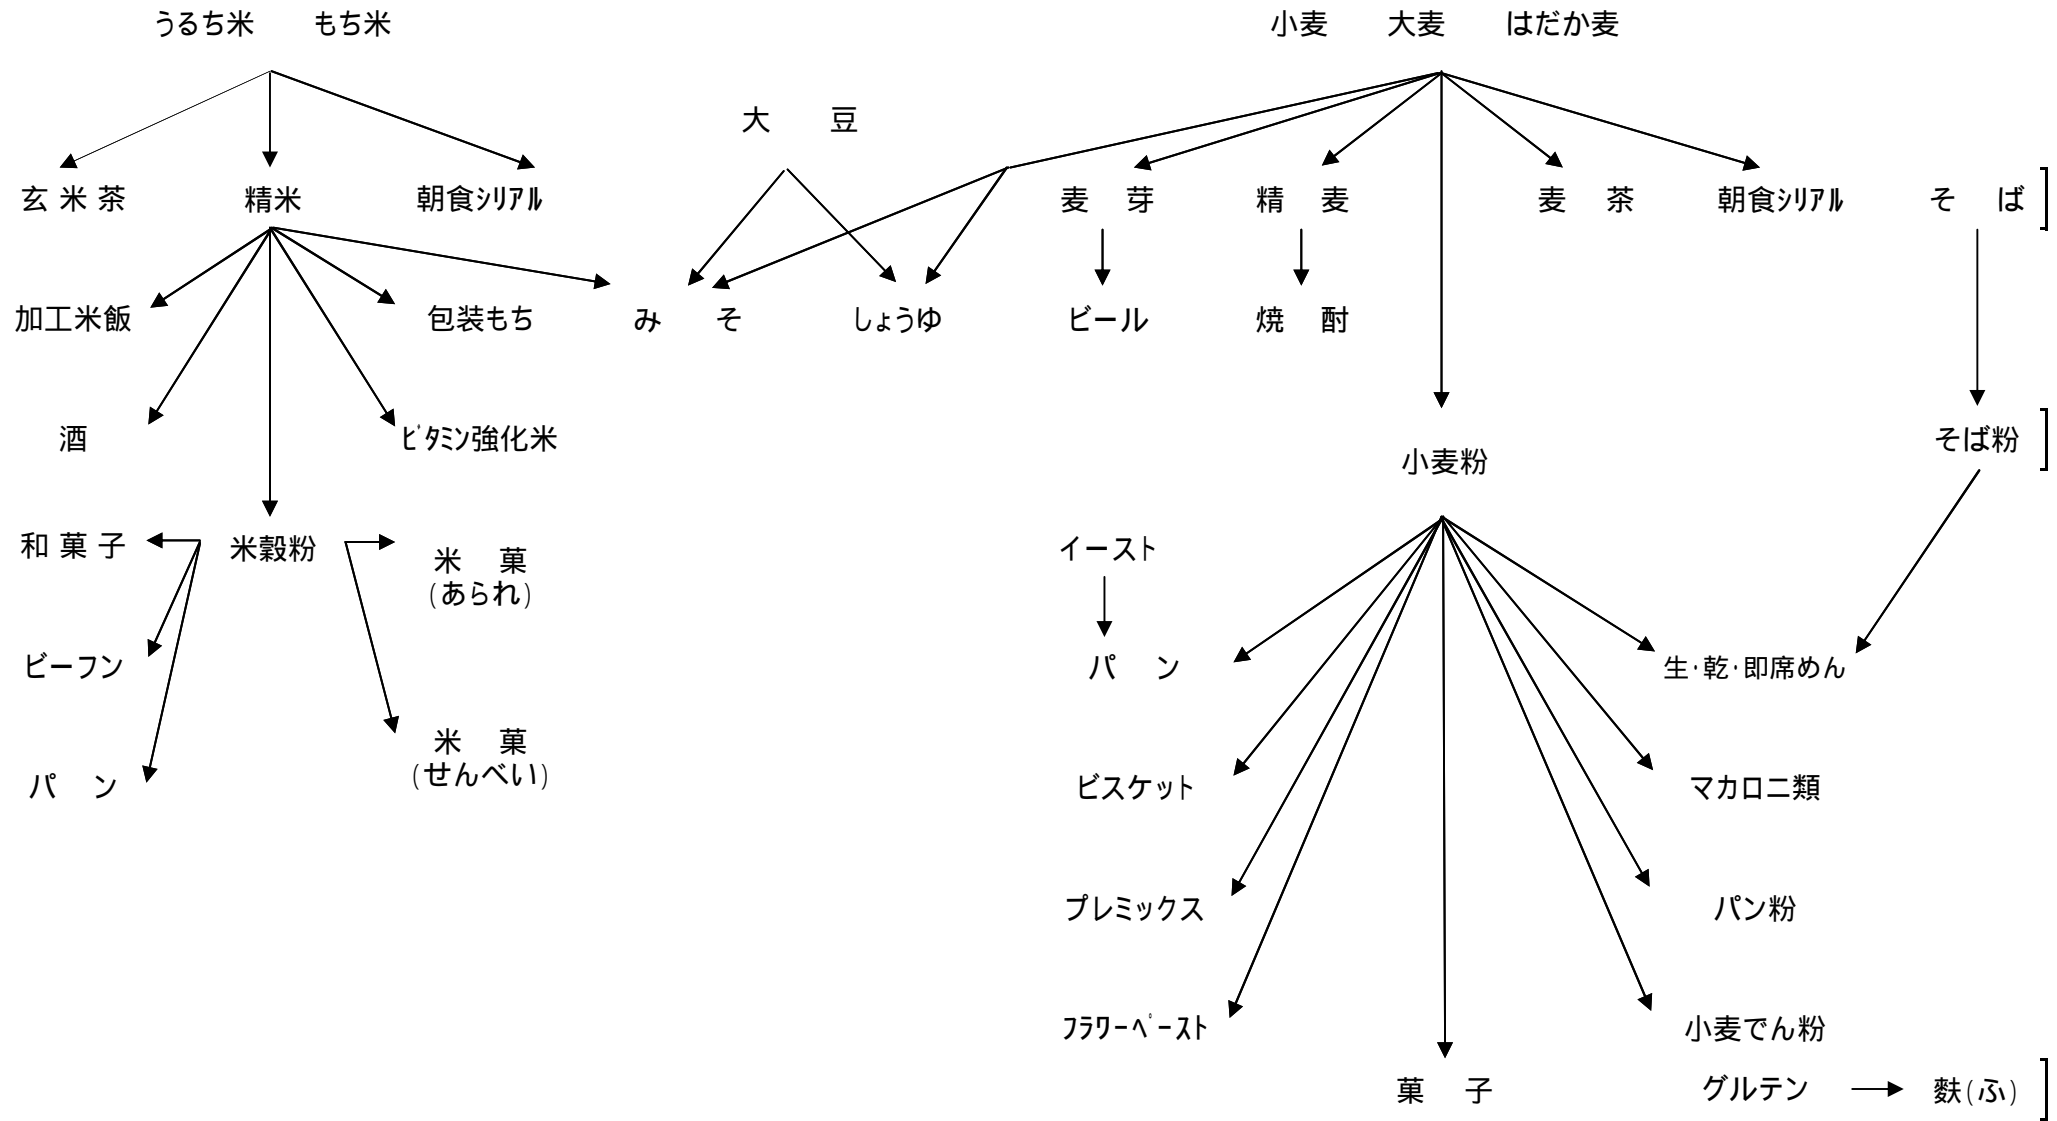 うるち米　もち米　小麦　大麦　はだか麦
大　豆
玄 米 茶　精米　朝食ｼﾘｱﾙ　麦　芽　精　麦　麦　茶　朝食ｼﾘｱﾙ　そ　ば
加工米飯　包装もち　み　そ　しょうゆ　ビール　焼　酎
酒　ﾋﾞﾀﾐﾝ強化米　そば粉
小麦粉
和 菓 子　米穀粉　イースト
米　菓
(あられ)
ビーフン　パ　ン　生･乾･即席めん
米　菓
(せんべい)
パ　ン　ビスケット　マカロニ類
プレミックス　パン粉
ﾌﾗﾜｰﾍﾟｰｽﾄ　小麦でん粉
菓　子　グルテン　麩(ふ)